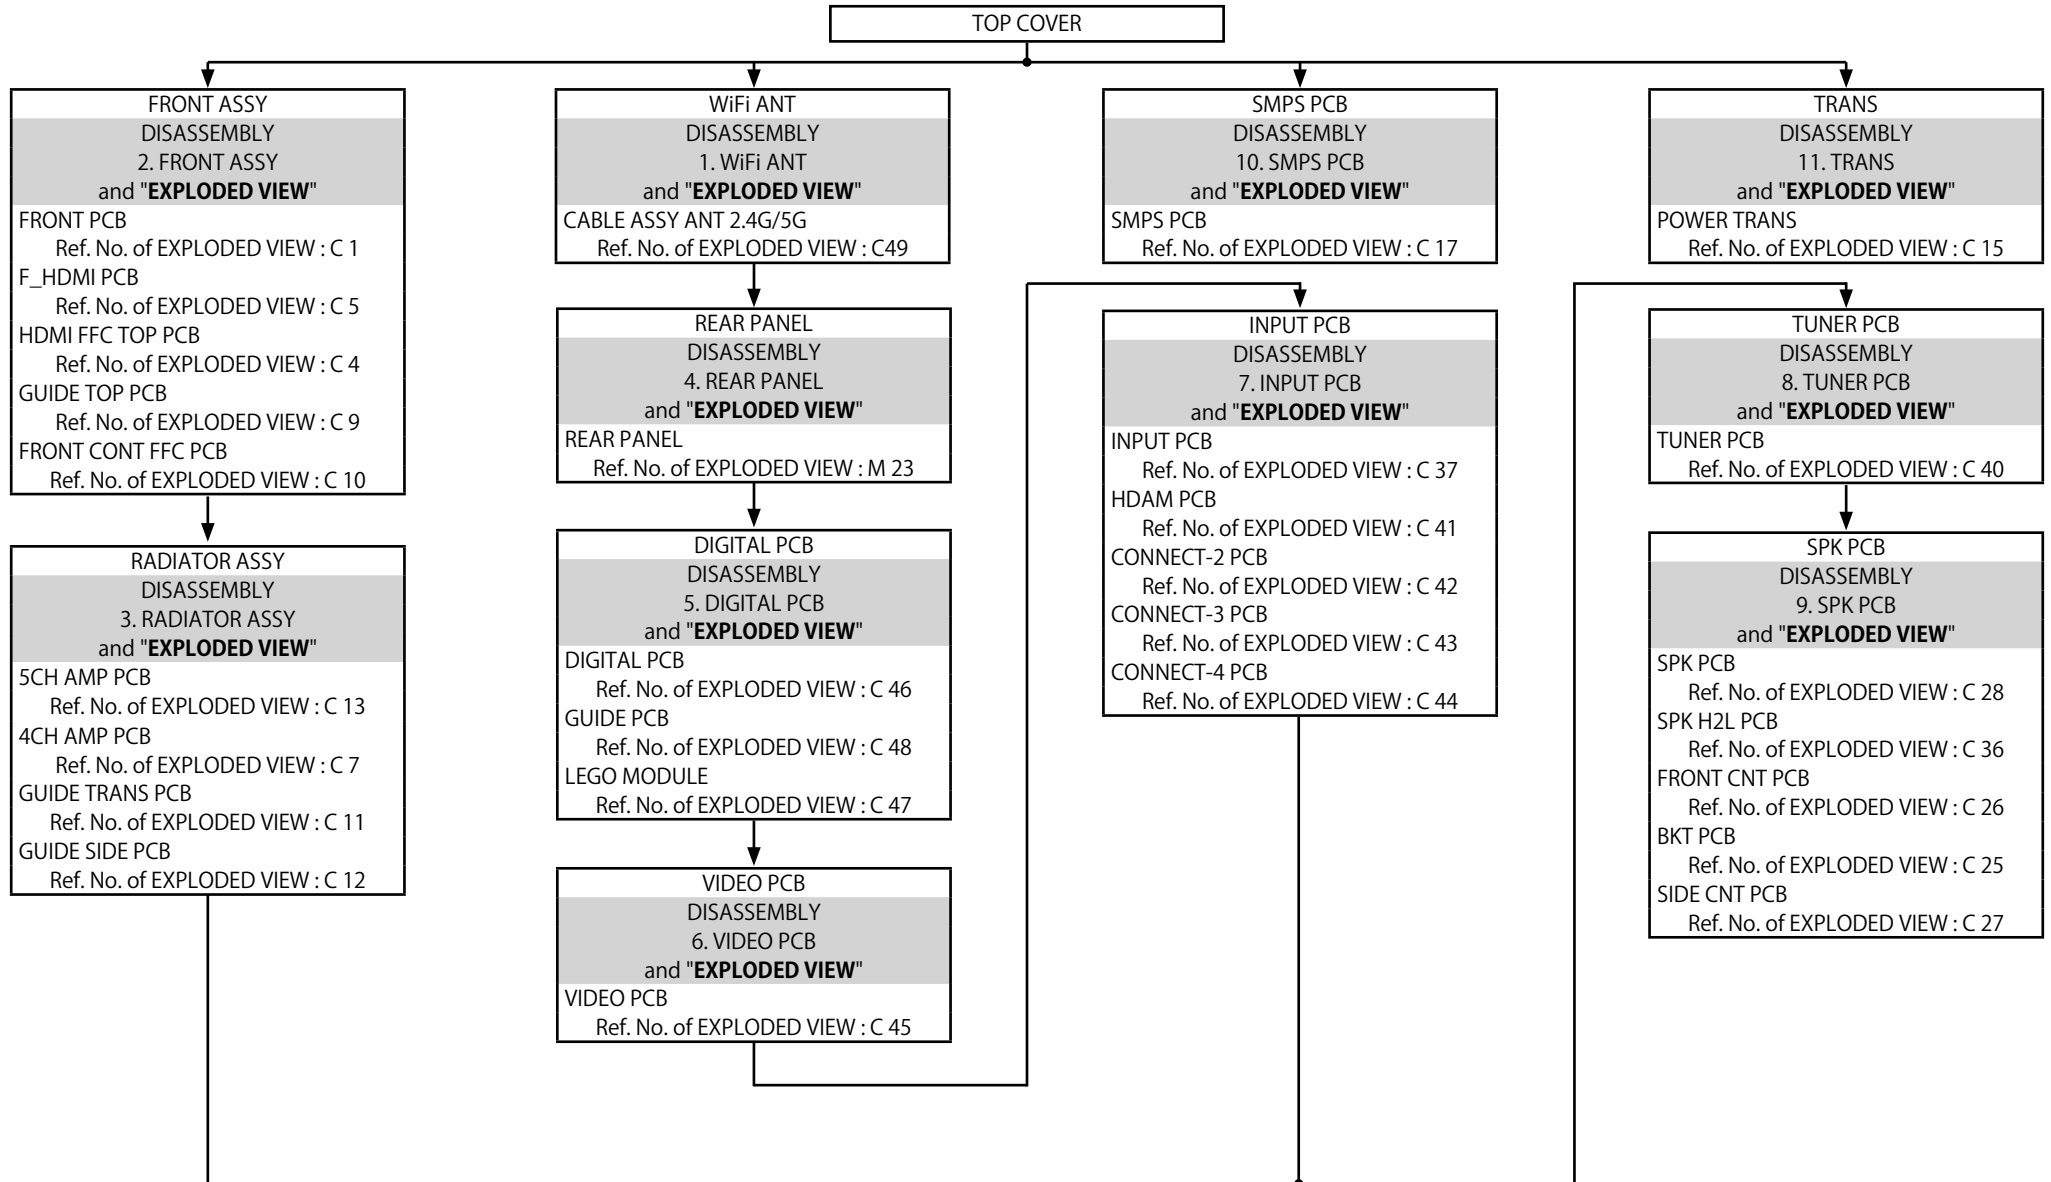 TOP COVER
FRONT ASSY
DISASSEMBLY
2. FRONT ASSY
and "EXPLODED VIEW"
FRONT PCB
Ref. No. of EXPLODED VIEW : C 1
F_HDMI PCB
Ref. No. of EXPLODED VIEW : C 5
HDMI FFC TOP PCB
Ref. No. of EXPLODED VIEW : C 4
GUIDE TOP PCB
Ref. No. of EXPLODED VIEW : C 9
FRONT CONT FFC PCB
Ref. No. of EXPLODED VIEW : C 10
RADIATOR ASSY
DISASSEMBLY
3. RADIATOR ASSY
and "EXPLODED VIEW"
5CH AMP PCB
Ref. No. of EXPLODED VIEW : C 13
4CH AMP PCB
Ref. No. of EXPLODED VIEW : C 7
GUIDE TRANS PCB
Ref. No. of EXPLODED VIEW : C 11
GUIDE SIDE PCB
Ref. No. of EXPLODED VIEW : C 12
WiFi ANT
DISASSEMBLY
1. WiFi ANT
and "EXPLODED VIEW"
CABLE ASSY ANT 2.4G/5G
Ref. No. of EXPLODED VIEW : C49
REAR PANEL
DISASSEMBLY
4. REAR PANEL
and "EXPLODED VIEW"
REAR PANEL
Ref. No. of EXPLODED VIEW : M 23
DIGITAL PCB
DISASSEMBLY
5. DIGITAL PCB
and "EXPLODED VIEW"
DIGITAL PCB
Ref. No. of EXPLODED VIEW : C 46
GUIDE PCB
Ref. No. of EXPLODED VIEW : C 48
LEGO MODULE
Ref. No. of EXPLODED VIEW : C 47
VIDEO PCB
DISASSEMBLY
6. VIDEO PCB
and "EXPLODED VIEW"
VIDEO PCB
Ref. No. of EXPLODED VIEW : C 45
SMPS PCB
DISASSEMBLY
10. SMPS PCB
and "EXPLODED VIEW"
SMPS PCB
Ref. No. of EXPLODED VIEW : C 17
INPUT PCB
DISASSEMBLY
7. INPUT PCB
and "EXPLODED VIEW"
INPUT PCB
Ref. No. of EXPLODED VIEW : C 37
HDAM PCB
Ref. No. of EXPLODED VIEW : C 41
CONNECT-2 PCB
Ref. No. of EXPLODED VIEW : C 42
CONNECT-3 PCB
Ref. No. of EXPLODED VIEW : C 43
CONNECT-4 PCB
Ref. No. of EXPLODED VIEW : C 44
TRANS
DISASSEMBLY
11. TRANS
and "EXPLODED VIEW"
POWER TRANS
Ref. No. of EXPLODED VIEW : C 15
TUNER PCB
DISASSEMBLY
8. TUNER PCB
and "EXPLODED VIEW"
TUNER PCB
Ref. No. of EXPLODED VIEW : C 40
SPK PCB
DISASSEMBLY
9. SPK PCB
and "EXPLODED VIEW"
SPK PCB
Ref. No. of EXPLODED VIEW : C 28
SPK H2L PCB
Ref. No. of EXPLODED VIEW : C 36
FRONT CNT PCB
Ref. No. of EXPLODED VIEW : C 26
BKT PCB
Ref. No. of EXPLODED VIEW : C 25
SIDE CNT PCB
Ref. No. of EXPLODED VIEW : C 27